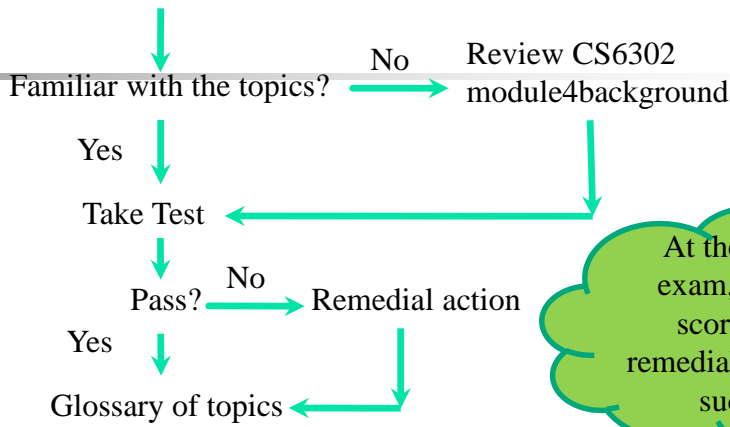 No
Review CS6302
Familiar with the topics?
module4background
Yes
Take Test
No
Pass?
Remedial action
Yes
Glossary of topics
At the
exam,
scor
remedia
suc